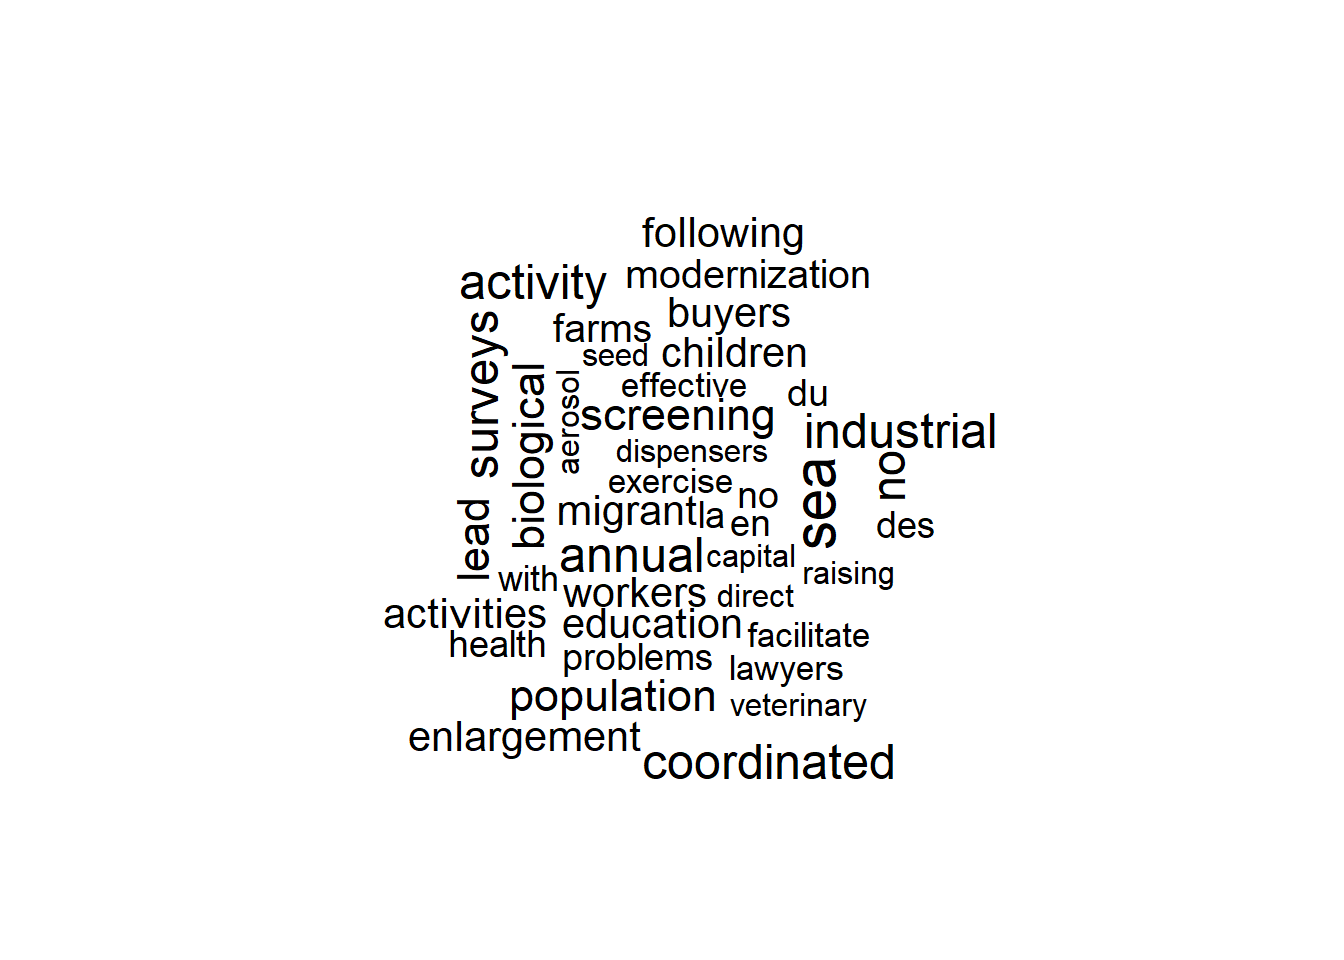 following
activity
modernization
buyers
farms
surveys
seed
children
biological
aerosol
effective
du
screening
industrial
dispensers
sea
no
exercise
no
lead
migrant
la
en
des
annual
capital
with
raising
workers
direct
activities
education
facilitate
health
problems
lawyers
population
veterinary
enlargement
coordinated